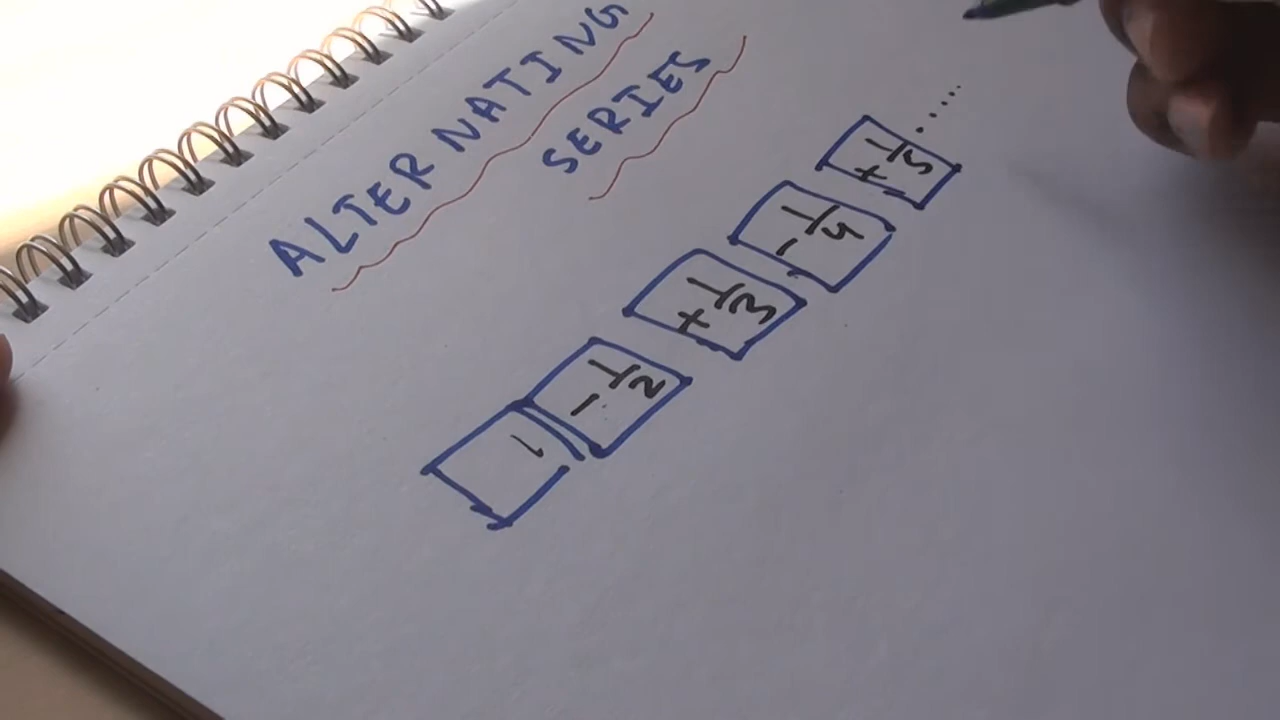 ALTERNATING
SERIES
1 - 1/2 + 1/3 - 1/4 + 1/5 ....